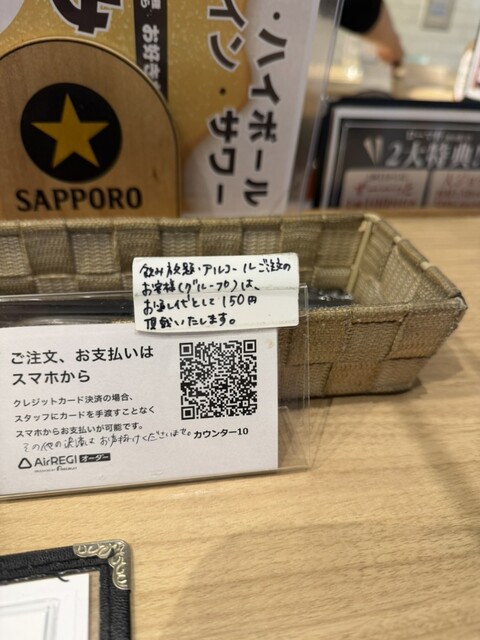 ハイボール
イン・サワー
お好き
SAPPORO
2大特典!
飲み放題・アルコールご注文の
お客様(グループ)は、
お通し代として150円
頂戴いたします。
ご注文、お支払いは
スマホから
クレジットカード決済の場合、
スタッフにカードを手渡すことなく
スマホからお支払いが可能です。
その他の決済はお声掛けくださいませ。
カウンター10
AirREGI オーダー